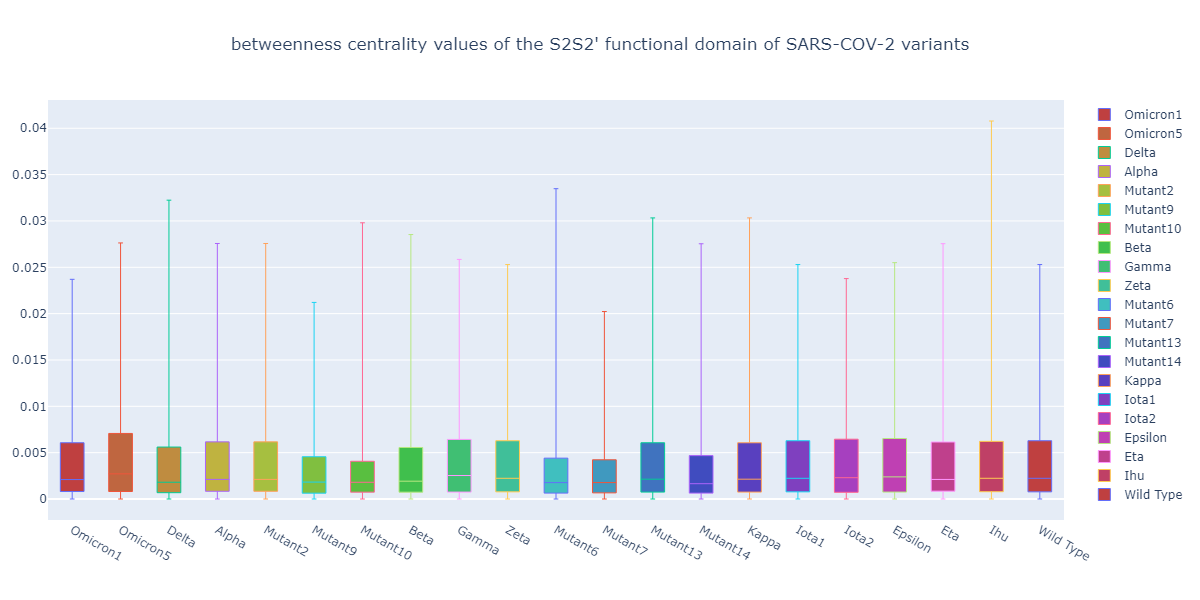 betweenness centrality values of the S2S2' functional domain of SARS-COV-2 variants
0.04
0.035
0.03
0.025
0.02
0.015
0.01
0.005
0
Omicron1
Omicron5
Delta
Alpha
Mutant2
Mutant9
Mutant10
Beta
Gamma
Zeta
Mutant6
Mutant7
Mutant13
Mutant14
Kappa
Iota1
Iota2
Epsilon
Eta
Ihu
Wild Type
Omicron1
Omicron5
Delta
Alpha
Mutant2
Mutant9
Mutant10
Beta
Gamma
Zeta
Mutant6
Mutant7
Mutant13
Mutant14
Kappa
Iota1
Iota2
Epsilon
Eta
Ihu
Wild Type